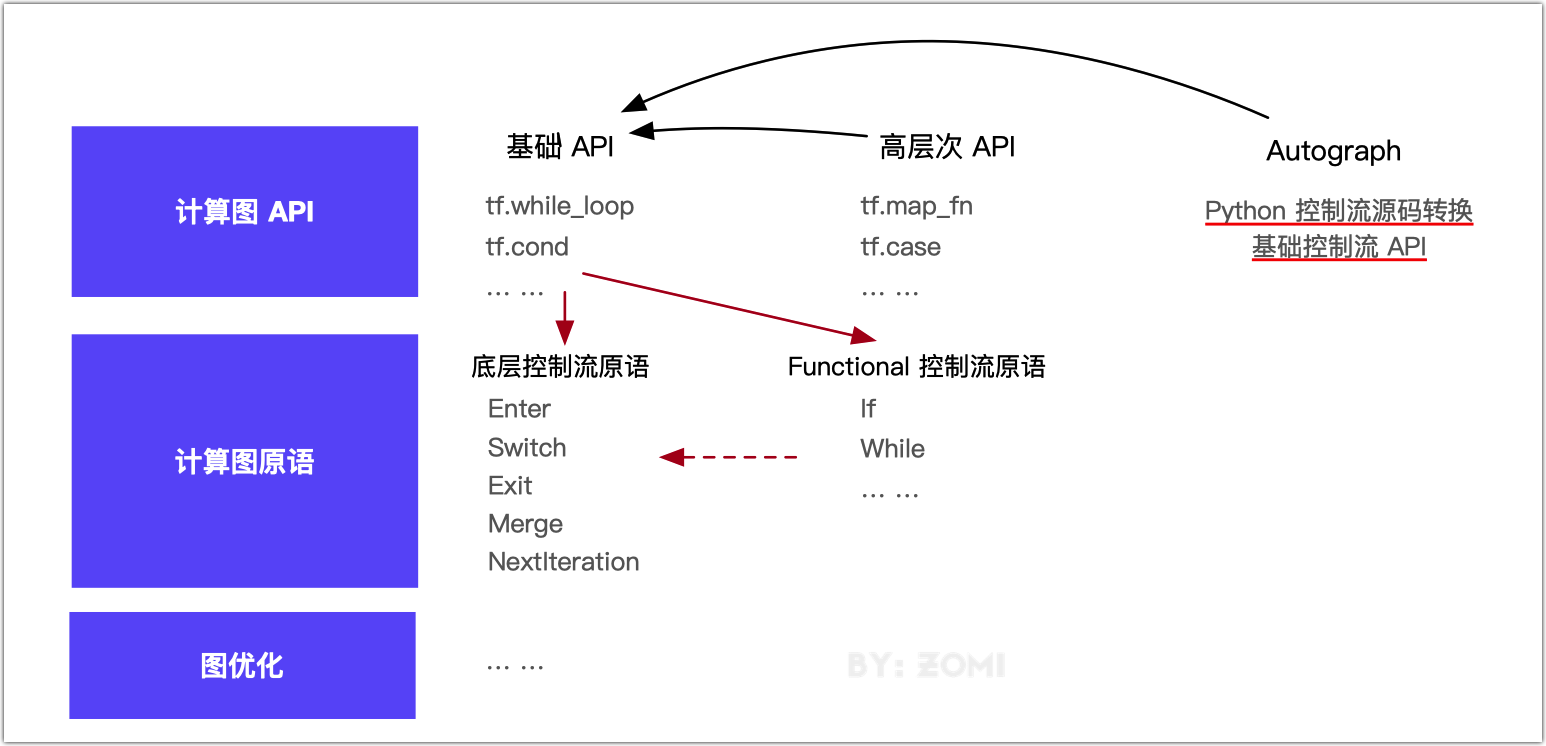 计算图 API
基础 API
tf.while_loop
tf.cond
... ...
高层次 API
tf.map_fn
tf.case
... ...
Autograph
Python 控制流源码转换
基础控制流 API
计算图原语
底层控制流原语
Enter
Switch
Exit
Merge
NextIteration
Functional 控制流原语
If
While
... ...
图优化
... ...
BY: ZOMI